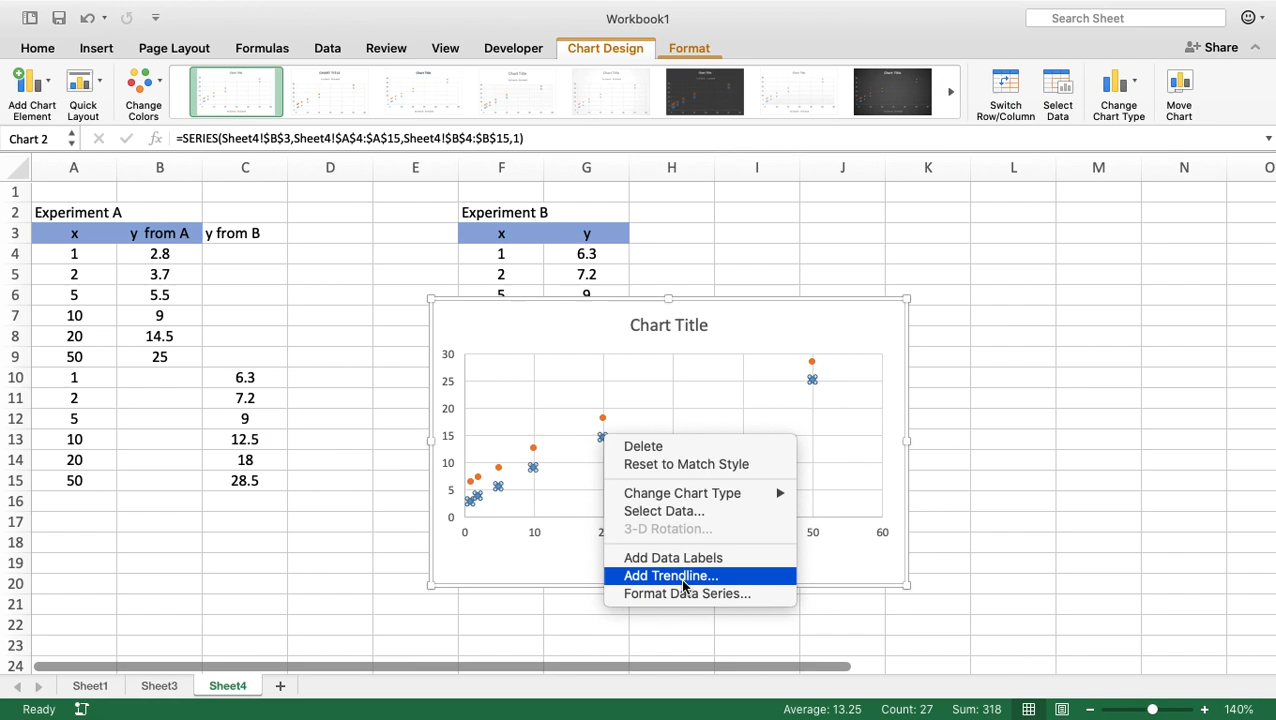 Workbook1
Search Sheet
Home Insert Page Layout Formulas Data Review View Developer Chart Design Format Share
Add Chart Element
Quick Layout
Change Colors
Switch Row/Column
Select Data
Change Chart Type
Move Chart
Chart 2 fx =SERIES(Sheet4!$B$3,Sheet4!$A$4:$A$15,Sheet4!$B$4:$B$15,1)
A B C D E F G H I J K L M N O
1
2 Experiment A Experiment B
3 x y from A y from B x y
4 1 2.8 1 6.3
5 2 3.7 2 7.2
6 5 5.5 5 9
7 10 9
8 20 14.5
9 50 25
10 1 6.3
11 2 7.2
12 5 9
13 10 12.5
14 20 18
15 50 28.5
16
17
18
19
20
21
22
23
24
Chart Title
30
25
20
15
10
5
0
0 10 2 50 60
Delete
Reset to Match Style
Change Chart Type
Select Data...
3-D Rotation...
Add Data Labels
Add Trendline...
Format Data Series...
Sheet1 Sheet3 Sheet4 +
Ready Average: 13.25 Count: 27 Sum: 318 140%